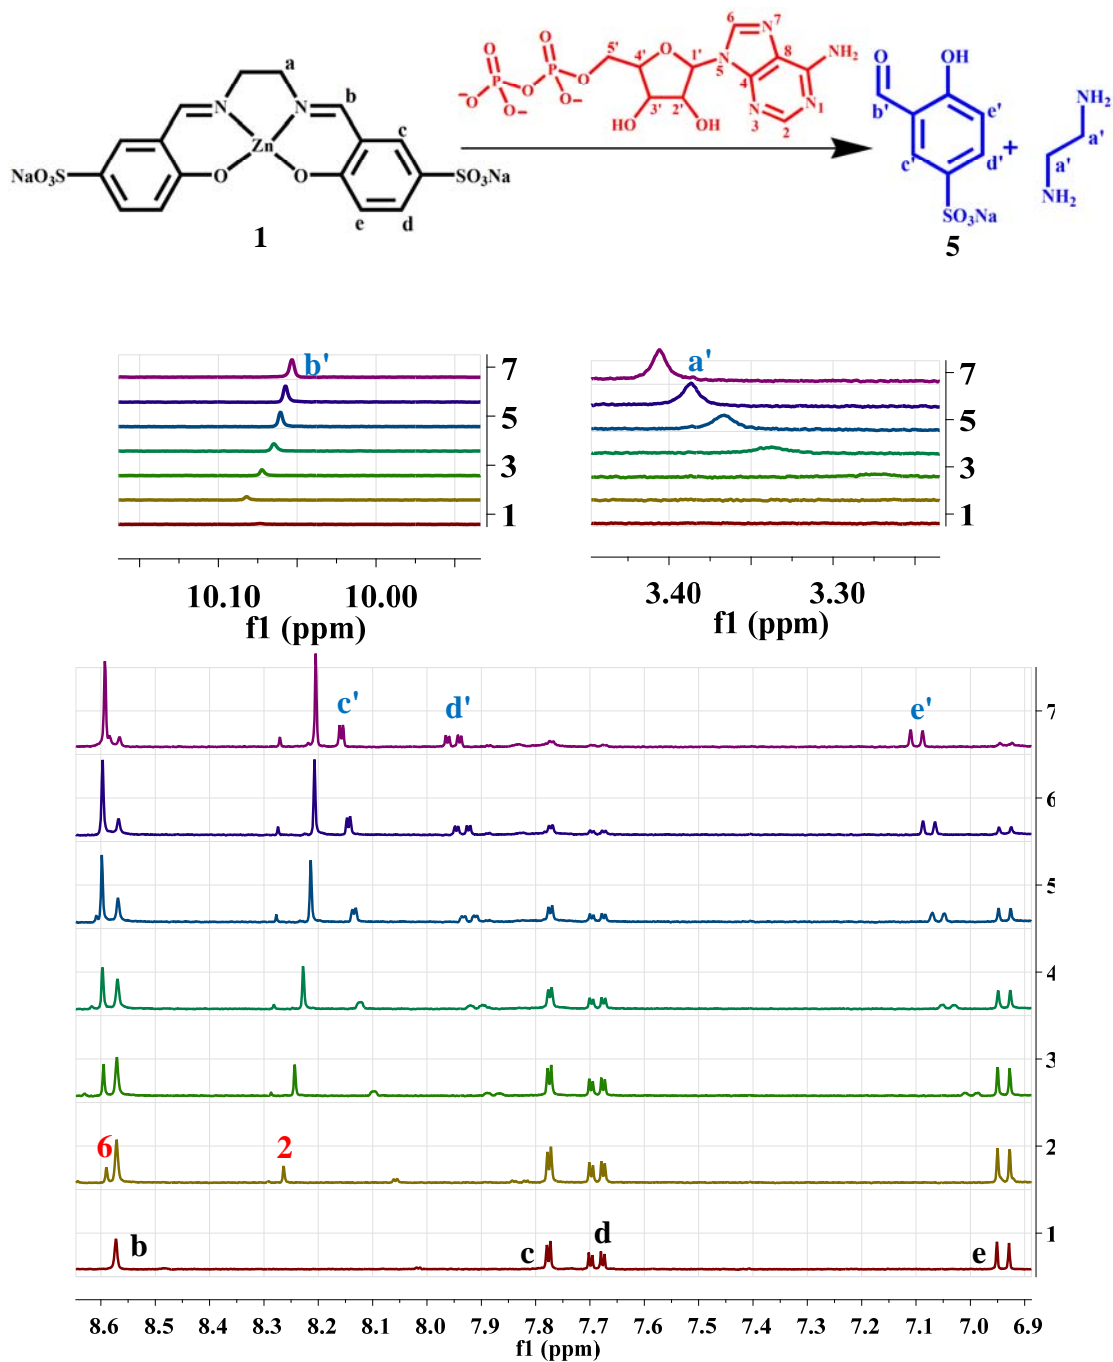 a
b
N
N
Zn
c
NaO₃S
O
O
SO₃Na
e
d
1
O
P
O
P
O⁻
O
O⁻
O⁻
O
5'
4'
O
1'
3'
2'
HO
OH
6
7
N
8
NH₂
N
5
4
N
3
N
1
2
O
OH
b'
e'
c'
d'
SO₃Na
5
+
NH₂
a'
a'
NH₂
b'
7
5
3
1
10.10 10.00
f1 (ppm)
a'
7
5
3
1
3.40 3.30
f1 (ppm)
c' d' e'
7
6
5
4
3
6 2
2
b c d e
1
8.6 8.5 8.4 8.3 8.2 8.1 8.0 7.9 7.8 7.7 7.6 7.5 7.4 7.3 7.2 7.1 7.0 6.9
f1 (ppm)